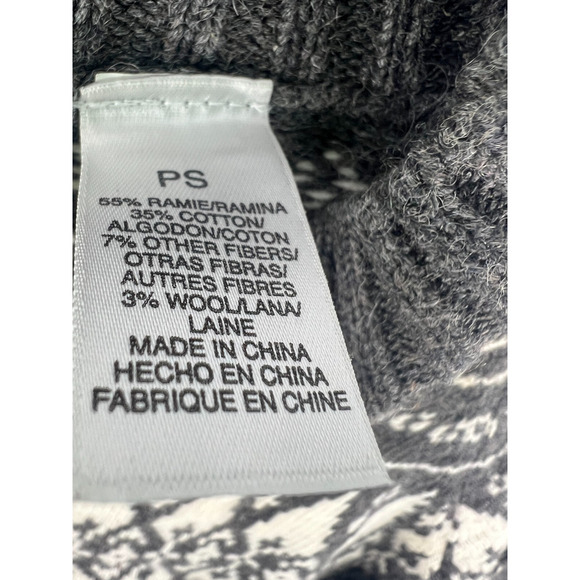 PS
55% RAMIE/RAMINA
35% COTTON/
ALGODON/COTON
7% OTHER FIBERS/
OTRAS FIBRAS/
AUTRES FIBRES
3% WOOL/LANA/
LAINE
MADE IN CHINA
HECHO EN CHINA
FABRIQUE EN CHINE